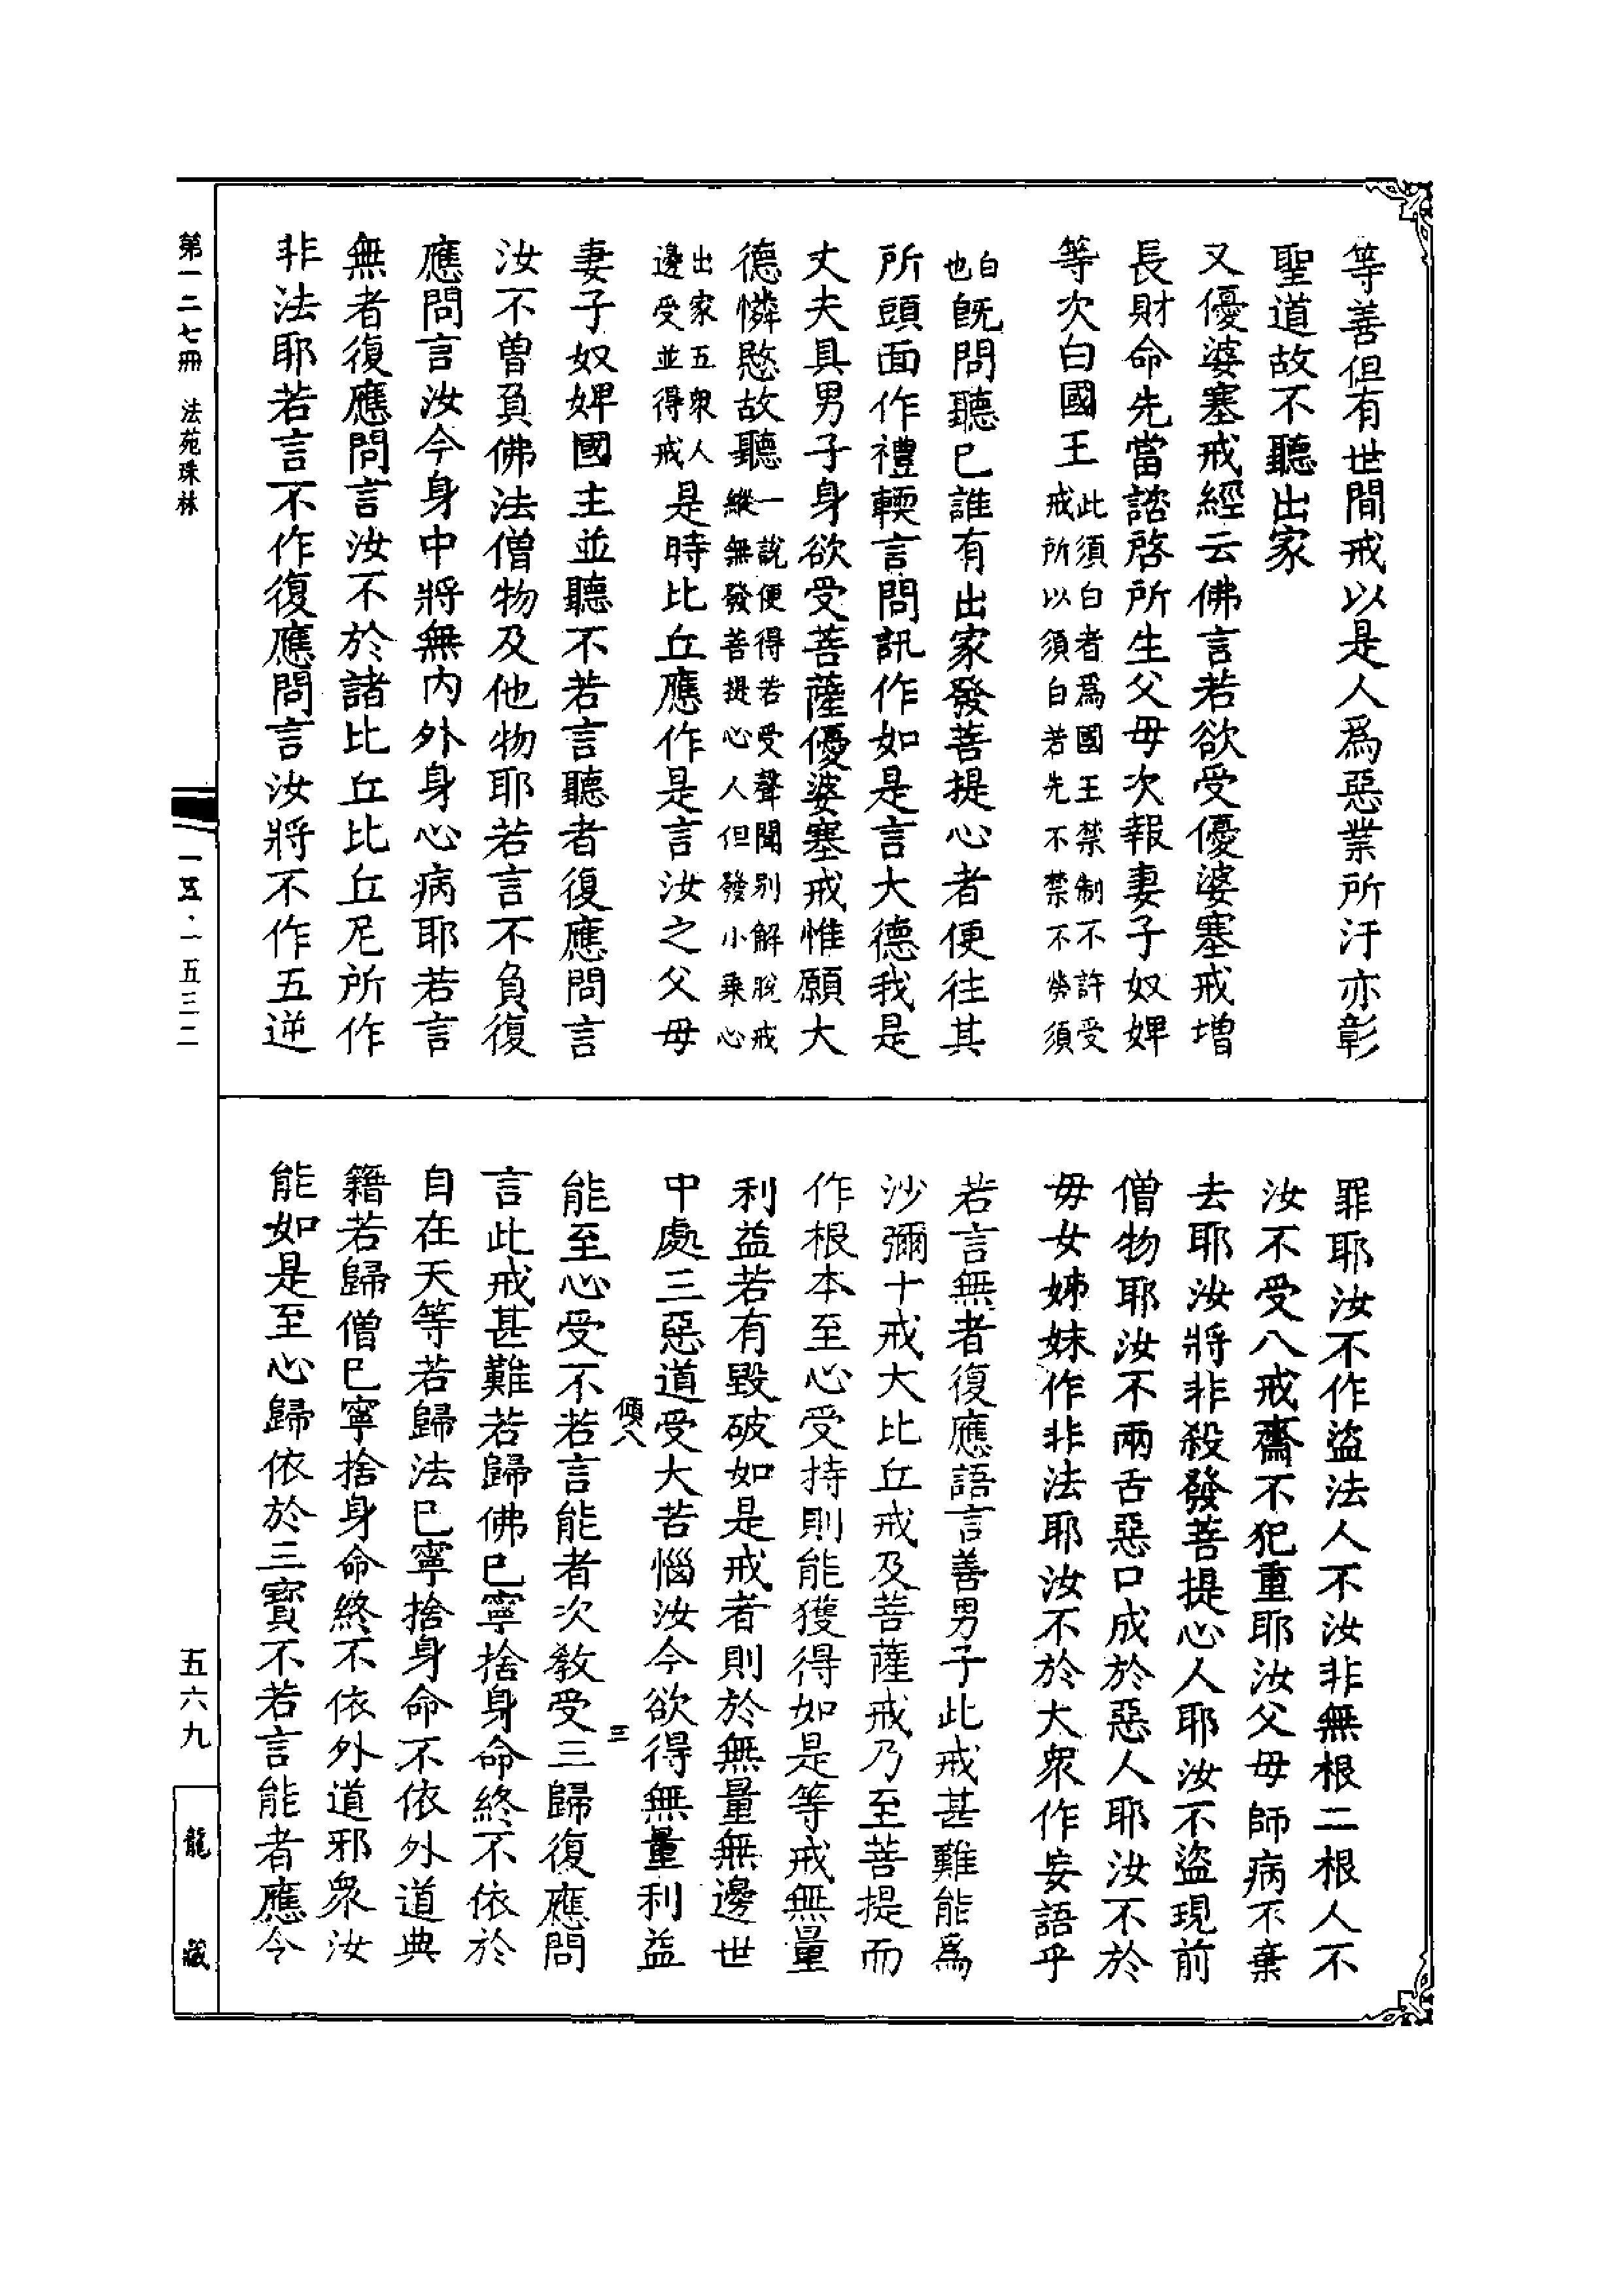 等善但有世間戒以是人爲惡業所汙亦彰
聖道故不聽出家
又優婆塞戒經云佛言若欲受優婆塞戒增
長財命先當諮啓所生父母次報妻子奴婢
等次白國王此須白者爲國王禁制不許受
戒所以須白若先不禁不勞須
白
也旣問聽已誰有出家發菩提心者便往其
所頭面作禮輭言問訊作如是言大德我是
丈夫具男子身欲受菩薩優婆塞戒惟願大
德憐愍故聽一說便得若受聲聞別解脫戒
縱無發菩提心人但發小乘心
出家五衆人
邊受並得戒是時比丘應作是言汝之父母
妻子奴婢國主並聽不若言聽者復應問言
汝不曾負佛法僧物及他物耶若言不負復
應問言汝今身中將無內外身心病耶若言
無者復應問言汝不於諸比丘比丘尼所作
非法耶若言不作復應問言汝將不作五逆
罪耶汝不作盜法人不汝非無根二根人不
汝不受八戒齋不犯重耶汝父母師病不棄
去耶汝將非殺發菩提心人耶汝不盜現前
僧物耶汝不兩舌惡口成於惡人耶汝不於
母女姊妹作非法耶汝不於大衆作妄語乎
若言無者復應語言善男子此戒甚難能爲
沙彌十戒大比丘戒及菩薩戒乃至菩提而
作根本至心受持則能獲得如是等戒無量
利益若有毀破如是戒者則於無量無邊世
中處三惡道受大苦惱汝今欲得無量利益
傾八 三
能至心受不若言能者次教受三歸復應問
言此戒甚難若歸佛已寧捨身命終不依於
自在天等若歸法已寧捨身命不依外道典
籍若歸僧已寧捨身命終不依外道邪衆汝
能如是至心歸依於三寶不若言能者應今
第一二七冊 法苑珠林
一五·一五三二
五六九
龍藏